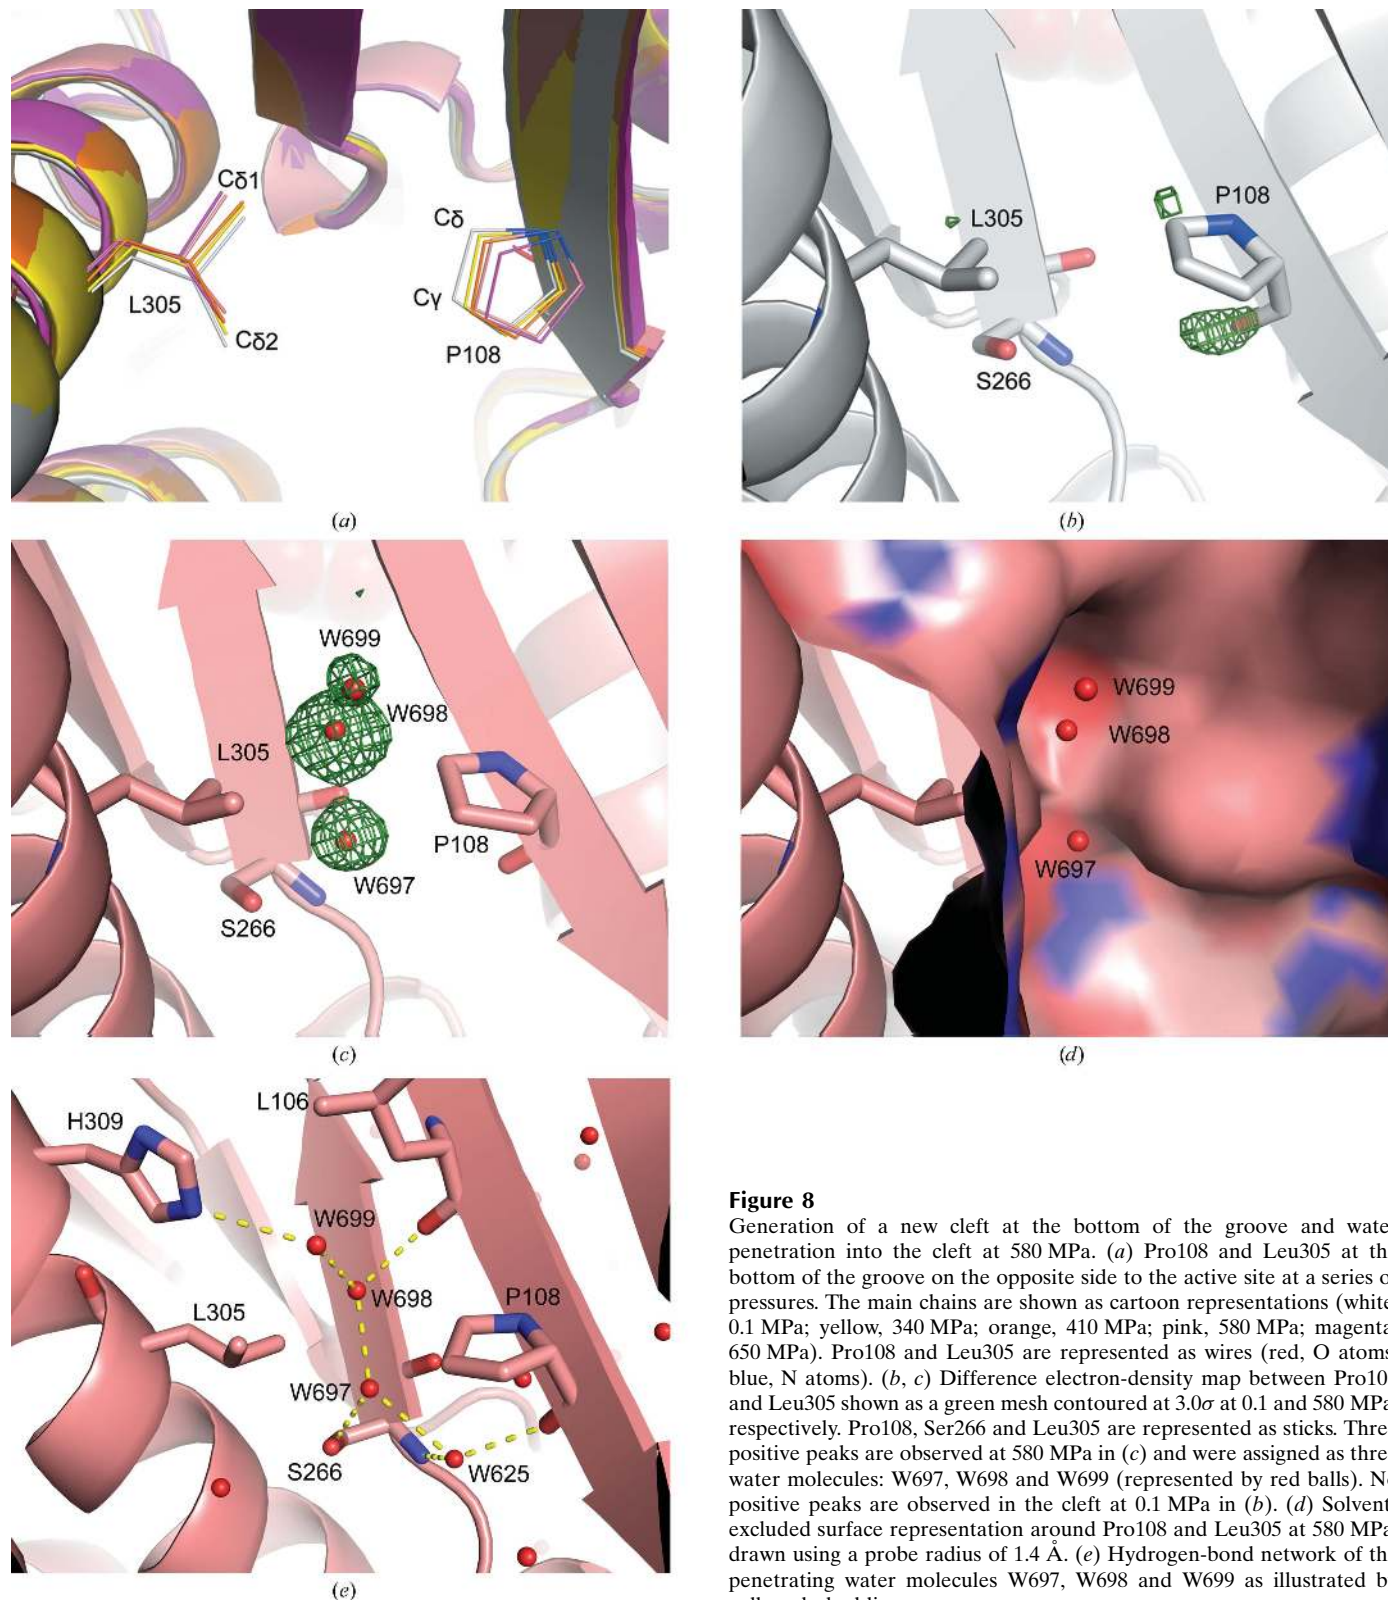 Cδ1
L305
Cδ2
Cδ
Cγ
P108
(a)
P108
L305
S266
(b)
W699
W698
L305
P108
W697
S266
(c)
W699
W698
W697
(d)
L106
H309
W699
W698
P108
L305
W697
S266
W625
(e)
Figure 8
Generation of a new cleft at the bottom of the groove and wate
penetration into the cleft at 580 MPa. (a) Pro108 and Leu305 at th
bottom of the groove on the opposite side to the active site at a series o
pressures. The main chains are shown as cartoon representations (white
0.1 MPa; yellow, 340 MPa; orange, 410 MPa; pink, 580 MPa; magenta
650 MPa). Pro108 and Leu305 are represented as wires (red, O atoms
blue, N atoms). (b, c) Difference electron-density map between Pro10
and Leu305 shown as a green mesh contoured at 3.0σ at 0.1 and 580 MPa
respectively. Pro108, Ser266 and Leu305 are represented as sticks. Thre
positive peaks are observed at 580 MPa in (c) and were assigned as thre
water molecules: W697, W698 and W699 (represented by red balls). N
positive peaks are observed in the cleft at 0.1 MPa in (b). (d) Solvent
excluded surface representation around Pro108 and Leu305 at 580 MPa
drawn using a probe radius of 1.4 Å. (e) Hydrogen-bond network of th
penetrating water molecules W697, W698 and W699 as illustrated b